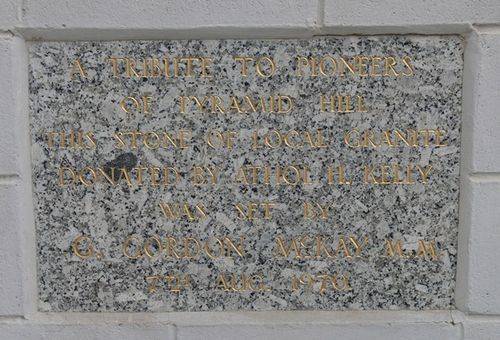 A TRIBUTE TO PIONEERS
OF PYRAMID HILL
THIS STONE OF LOCAL GRANITE
DONATED BY ATHOL H. KELLY
WAS SET BY
G. GORDON McKAY M.M.
7TH AUG. 1970